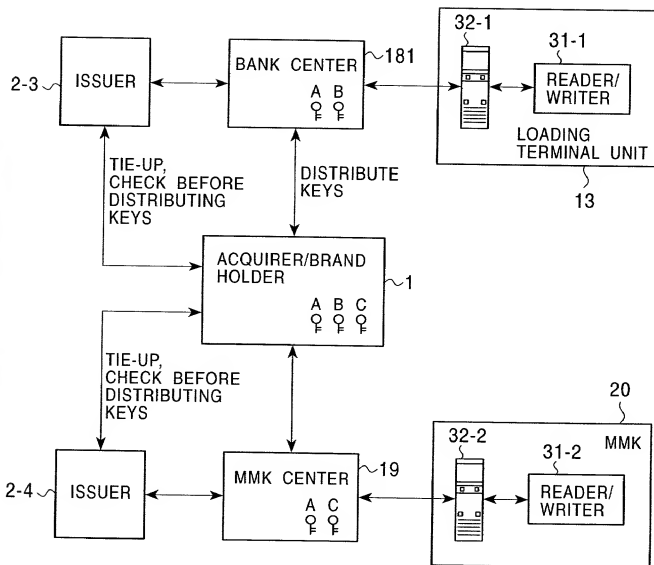 32-1
31-1
181
2-3
ISSUER
BANK CENTER
A B
READER/
WRITER
LOADING
TERMINAL UNIT
13
TIE-UP,
CHECK BEFORE
DISTRIBUTING
KEYS
DISTRIBUTE
KEYS
ACQUIRER/BRAND
HOLDER
1
A B C
TIE-UP,
CHECK BEFORE
DISTRIBUTING
KEYS
20
32-2
MMK
31-2
2-4
ISSUER
MMK CENTER
19
A C
READER/
WRITER